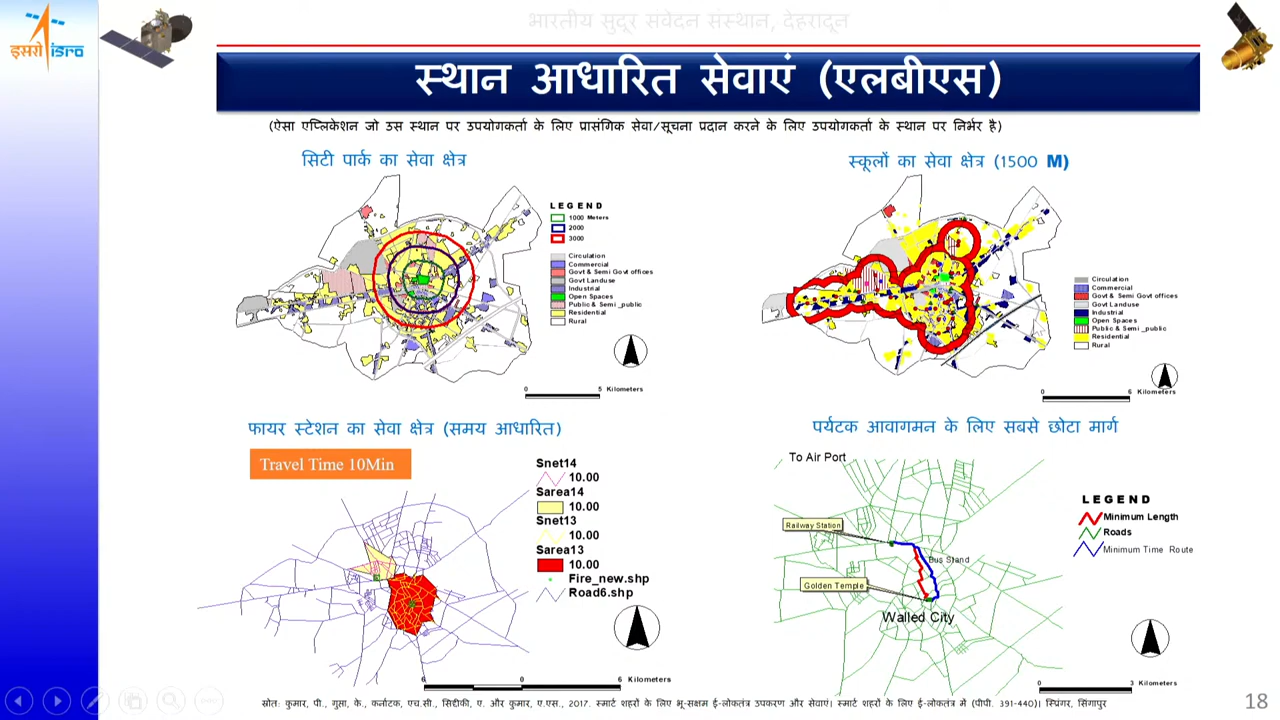 भारतीय सुदूर संवेदन संस्थान, देहरादून
इसरो isro
स्थान आधारित सेवाएं (एलबीएस)
(ऐसा एप्लिकेशन जो उस स्थान पर उपयोगकर्ता के लिए प्रासंगिक सेवा/सूचना प्रदान करने के लिए उपयोगकर्ता के स्थान पर निर्भर है)
सिटी पार्क का सेवा क्षेत्र
LEGEND
1000 Meters
2000
3000
Circulation
Commercial
Govt & Semi Govt offices
Govt Landuse
Industrial
Open Spaces
Public & Semi _public
Residential
Rural
0 5 Kilometers
स्कूलों का सेवा क्षेत्र (1500 M)
Circulation
Commercial
Govt & Semi Govt offices
Govt Landuse
Industrial
Open Spaces
Public & Semi _public
Residential
Rural
0 6 Kilometers
फायर स्टेशन का सेवा क्षेत्र (समय आधारित)
Travel Time 10Min
Snet14
10.00
Sarea14
10.00
Snet13
10.00
Sarea13
10.00
Fire_new.shp
Road6.shp
6 0 6 Kilometers
पर्यटक आवागमन के लिए सबसे छोटा मार्ग
To Air Port
Railway Station
Bus Stand
Golden Temple
Walled City
LEGEND
Minimum Length
Roads
Minimum Time Route
0 3 Kilometers
स्रोत: कुमार, पी., गुप्ता, के., कर्नाटक, एच.सी., सिद्दीकी, ए. और कुमार, ए.एस., 2017. स्मार्ट शहरों के लिए भू-सक्षम ई-लोकतंत्र उपकरण और सेवाएं। स्मार्ट शहरों के लिए ई-लोकतंत्र में (पीपी. 391-440)| स्प्रिंगर, सिंगापुर
18